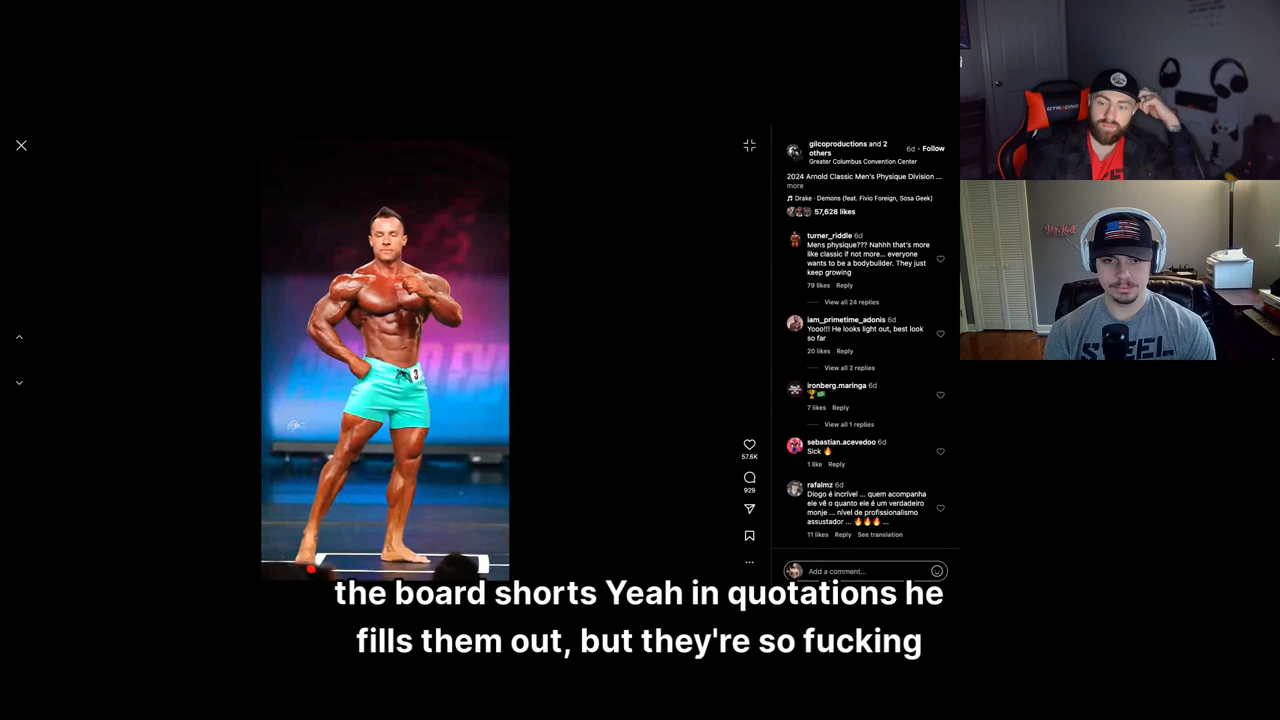 gilcoproductions and 2
others
6d · Follow
Greater Columbus Convention Center
2024 Arnold Classic Men's Physique Division ...
more
Drake · Demons (feat. Fivio Foreign, Sosa Geek)
57,628 likes
turner_riddle 6d
Mens physique??? Nahhh that's more
like classic if not more... everyone
wants to be a bodybuilder. They just
keep growing
79 likes Reply
View all 24 replies
iam_primetime_adonis 6d
Yooo!!! He looks light out, best look
so far
20 likes Reply
View all 2 replies
ironberg.maringa 6d
🏆🇧🇷
7 likes Reply
View all 1 replies
sebastian.acevedoo 6d
Sick 🔥
1 like Reply
rafalmz 6d
Diogo é incrível ... quem acompanha
ele vê o quanto ele é um verdadeiro
monje ... nível de profissionalismo
assustador ... 🔥🔥🔥 ...
11 likes Reply See translation
Add a comment...
57.6K
929
3
GTRACING
STEEL
the board shorts Yeah in quotations he
fills them out, but they're so fucking